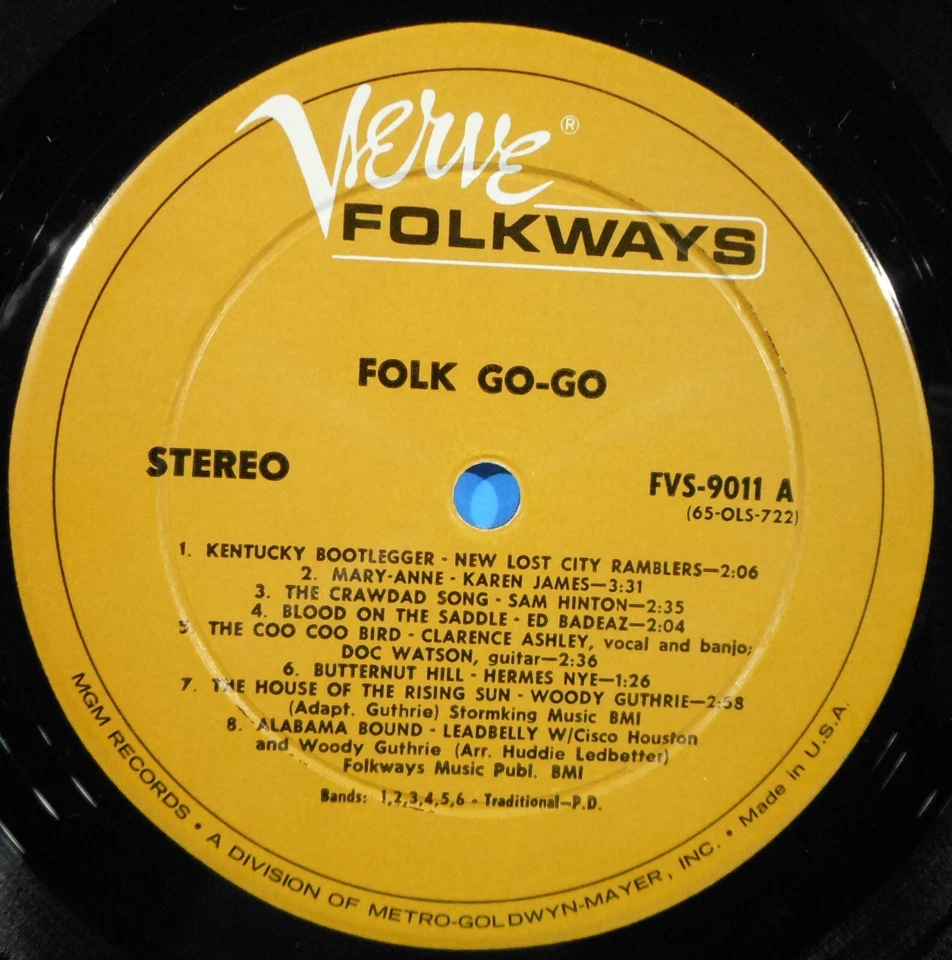 Verve ®
FOLKWAYS
FOLK GO-GO
STEREO
FVS-9011 A
(65-OLS-722)
1. KENTUCKY BOOTLEGGER - NEW LOST CITY RAMBLERS—2:06
2. MARY-ANNE - KAREN JAMES—3:31
3. THE CRAWDAD SONG - SAM HINTON—2:35
4. BLOOD ON THE SADDLE - ED BADEAZ—2:04
5. THE COO COO BIRD - CLARENCE ASHLEY, vocal and banjo;
DOC WATSON, guitar—2:36
6. BUTTERNUT HILL - HERMES NYE—1:26
7. THE HOUSE OF THE RISING SUN - WOODY GUTHRIE—2:58
(Adapt. Guthrie) Stormking Music BMI
8. ALABAMA BOUND - LEADBELLY W/Cisco Houston
and Woody Guthrie (Arr. Huddie Ledbetter)
Folkways Music Publ. BMI
Bands: 1,2,3,4,5,6 - Traditional—P.D.
MGM RECORDS • A DIVISION OF METRO-GOLDWYN-MAYER, INC. • Made in U.S.A.